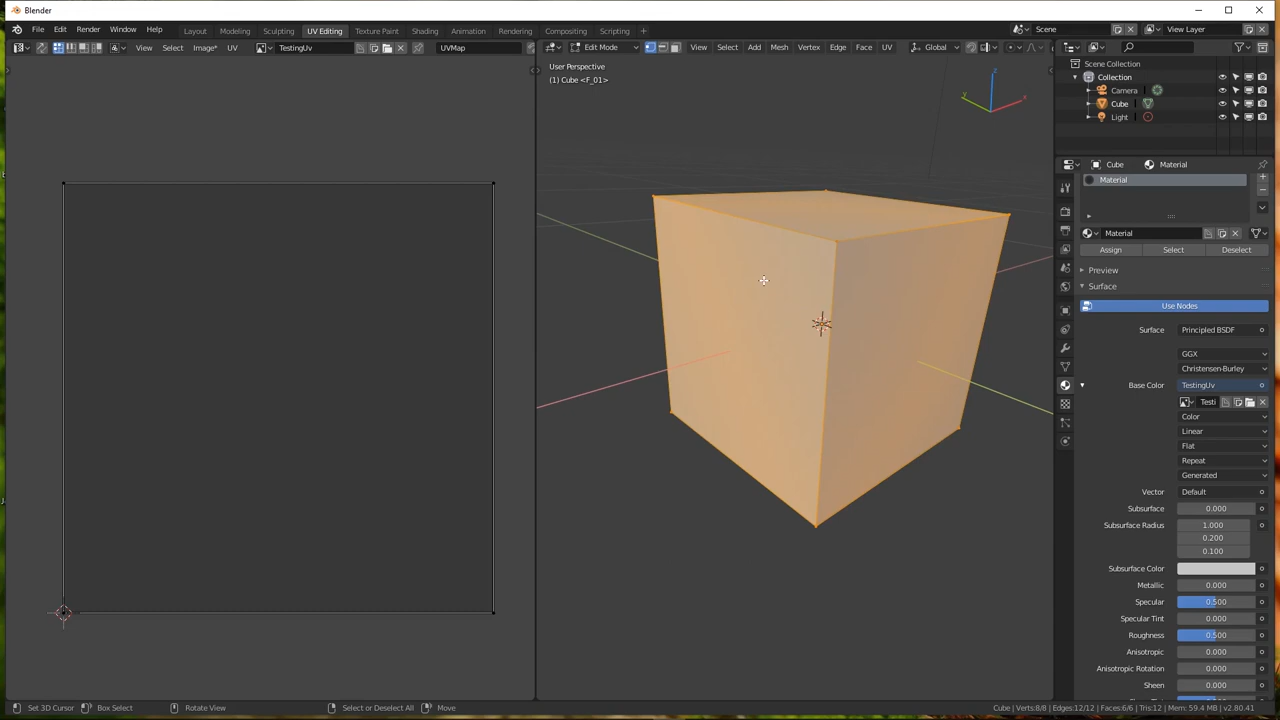 Blender
File Edit Render Window Help Layout Modeling Sculpting UV Editing Texture Paint Shading Animation Rendering Compositing Scripting + Scene View Layer
View Select Image* UV TestingUv UVMap
Edit Mode View Select Add Mesh Vertex Edge Face UV Global
User Perspective
(1) Cube <F_01>
z
y
x
Scene Collection
Collection
Camera
Cube
Light
Cube Material
Material
Material
Assign Select Deselect
Preview
Surface
Use Nodes
Surface Principled BSDF
GGX
Christensen-Burley
Base Color TestingUv
Testi
Color
Linear
Flat
Repeat
Generated
Vector Default
Subsurface 0.000
Subsurface Radius 1.000
0.200
0.100
Subsurface Color
Metallic 0.000
Specular 0.500
Specular Tint 0.000
Roughness 0.500
Anisotropic 0.000
Anisotropic Rotation 0.000
Sheen 0.000
Set 3D Cursor Box Select Rotate View Select or Deselect All Move Cube | Verts:8/8 | Edges:12/12 | Faces:6/6 | Tris:12 | Mem: 59.4 MB | v2.80.41